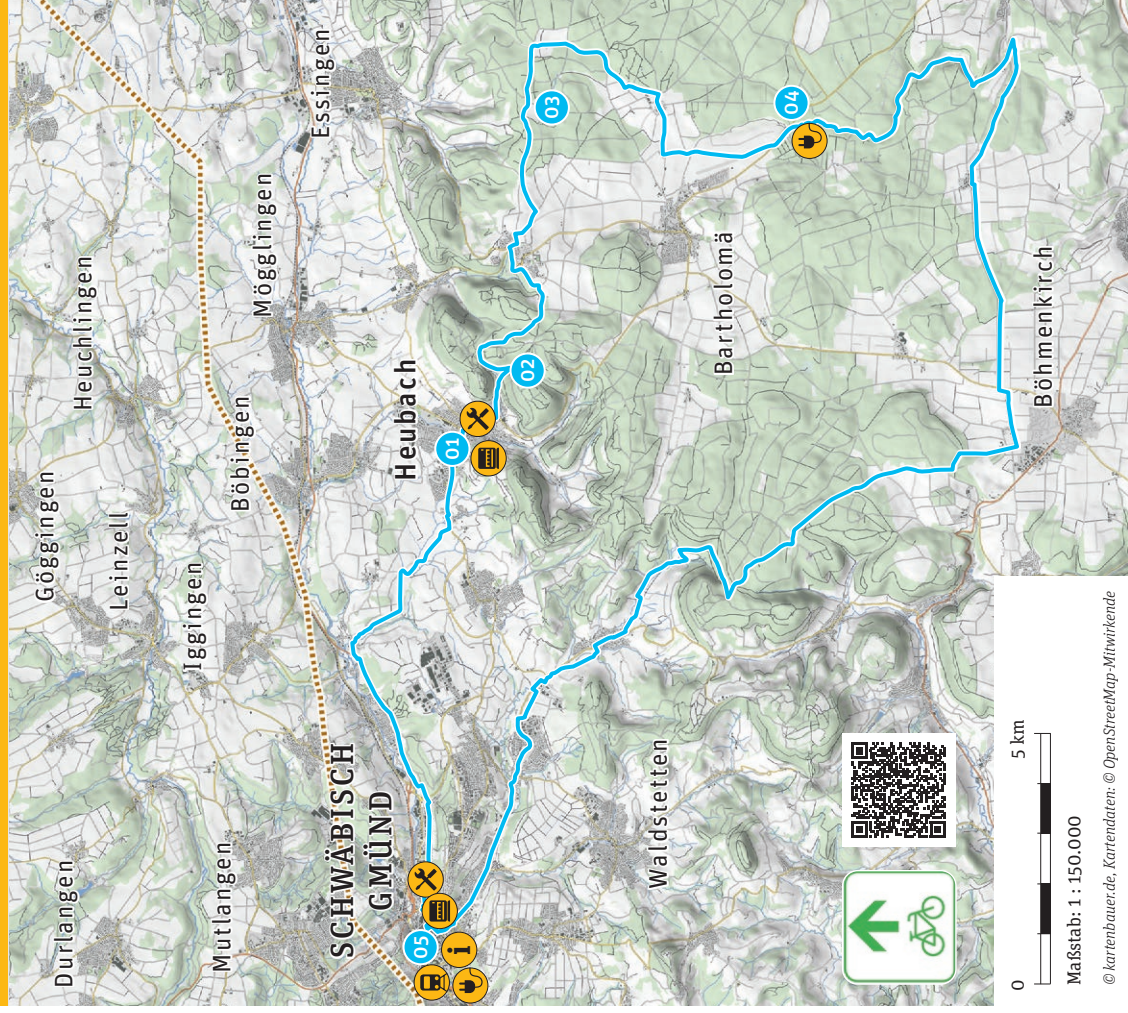 Durlangen
Göggingen
Heuchlingen
Leinzell
Mutlangen
Iggingen
Böbingen
Mögglingen
Essingen
SCHWÄBISCH
GMÜND
Heubach
01
02
03
04
05
i
Waldstetten
Bartholomä
Böhmenkirch
0
5 km
Maßstab: 1 : 150.000
© kartenbauer.de, Kartendaten: © OpenStreetMap-Mitwirkende